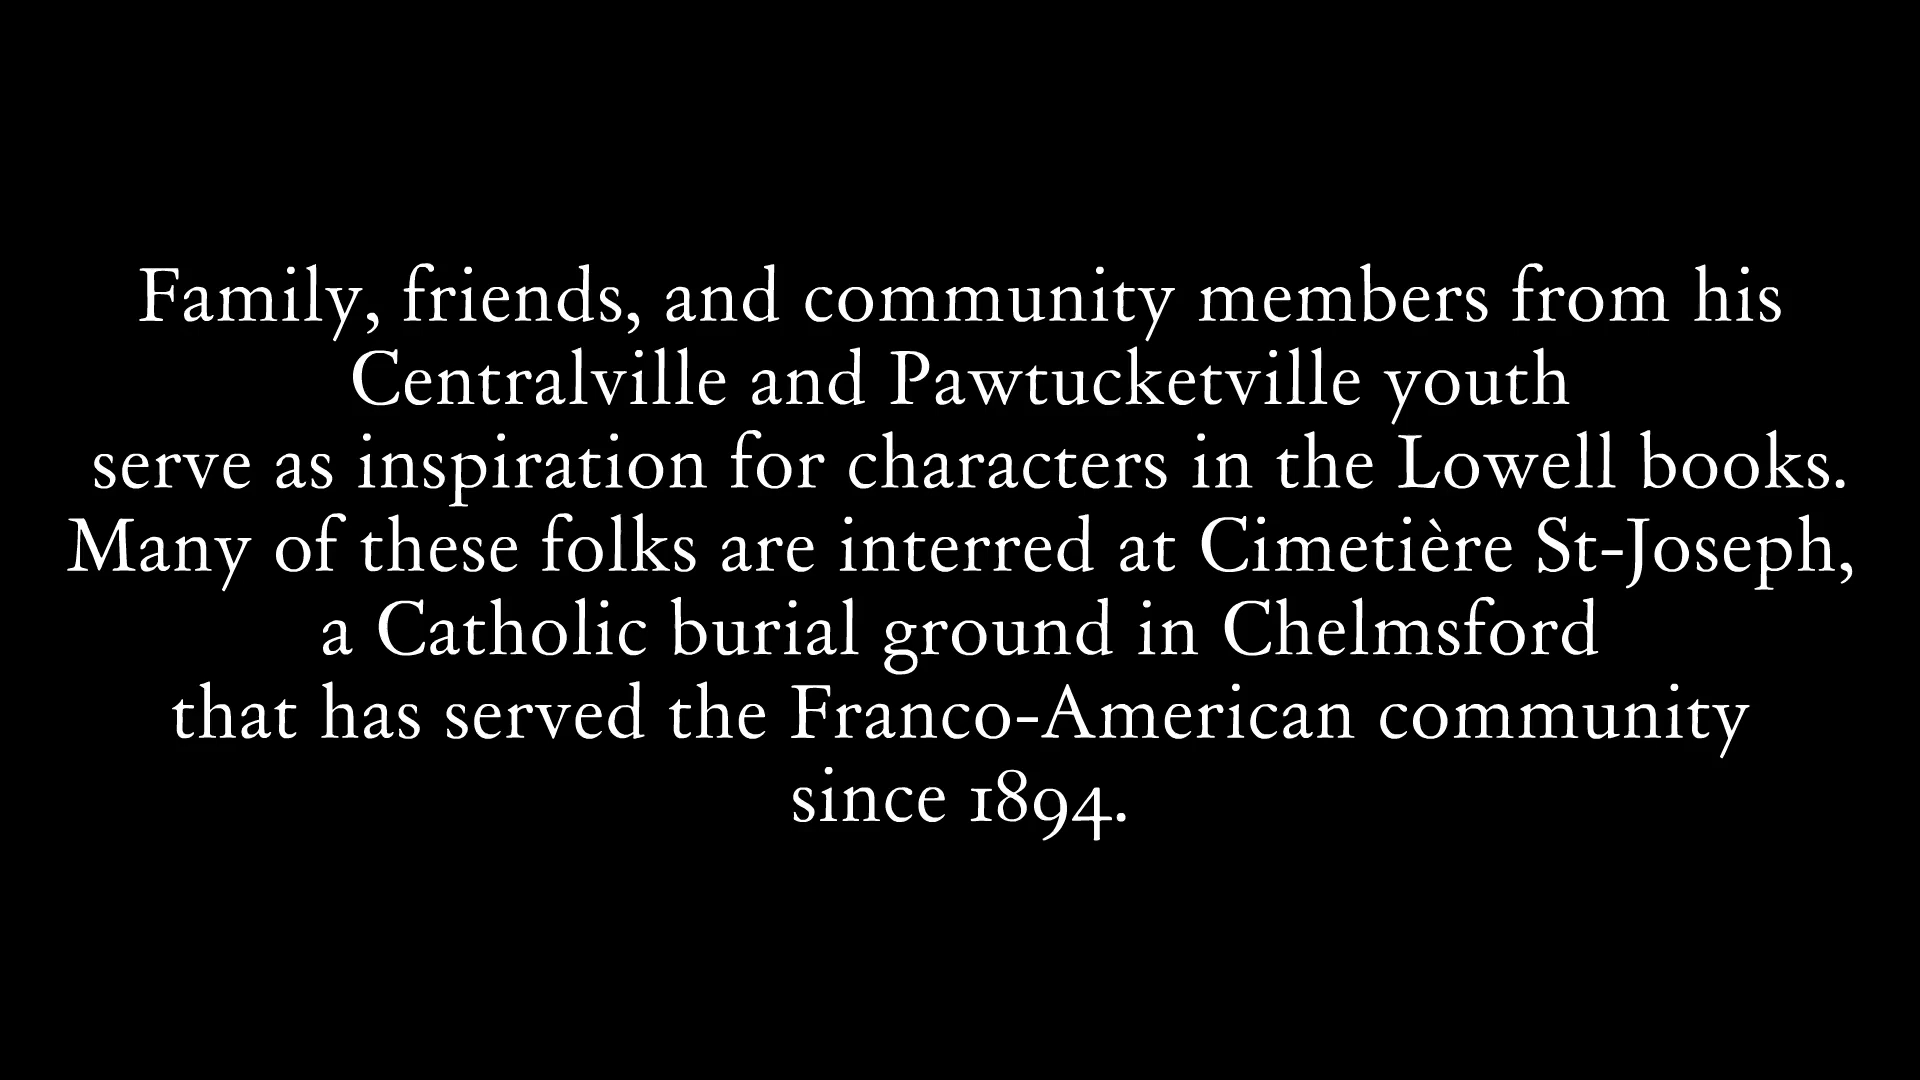 Family, friends, and community members from his
Centralville and Pawtucketville youth
serve as inspiration for characters in the Lowell books.
Many of these folks are interred at Cimetière St-Joseph,
a Catholic burial ground in Chelmsford
that has served the Franco-American community
since 1894.